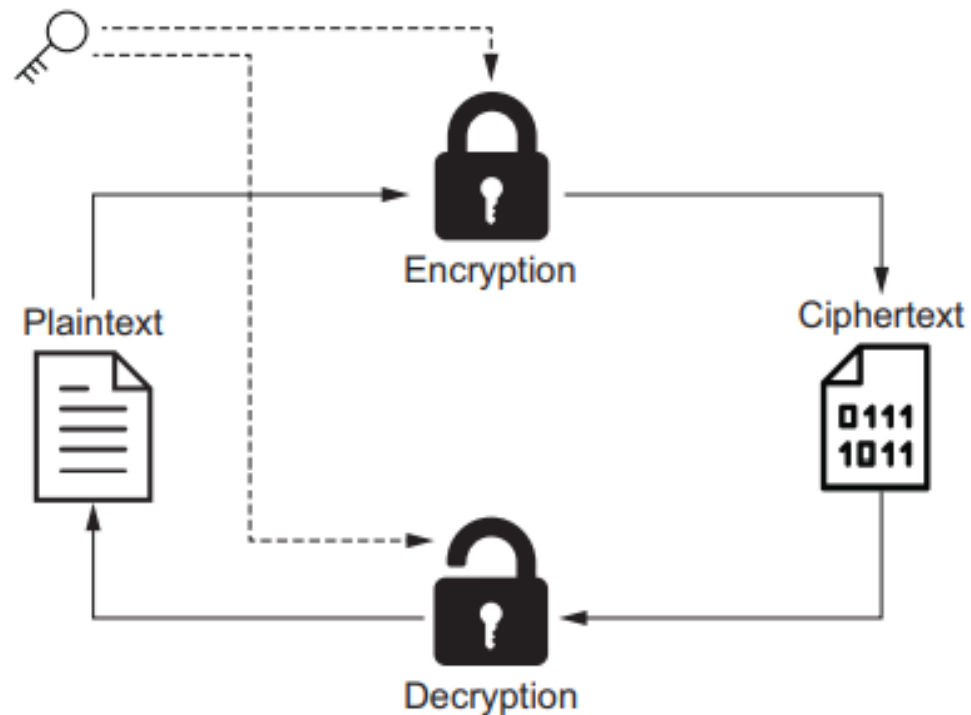 Encryption
Plaintext
Ciphertext
0111
1011
Decryption